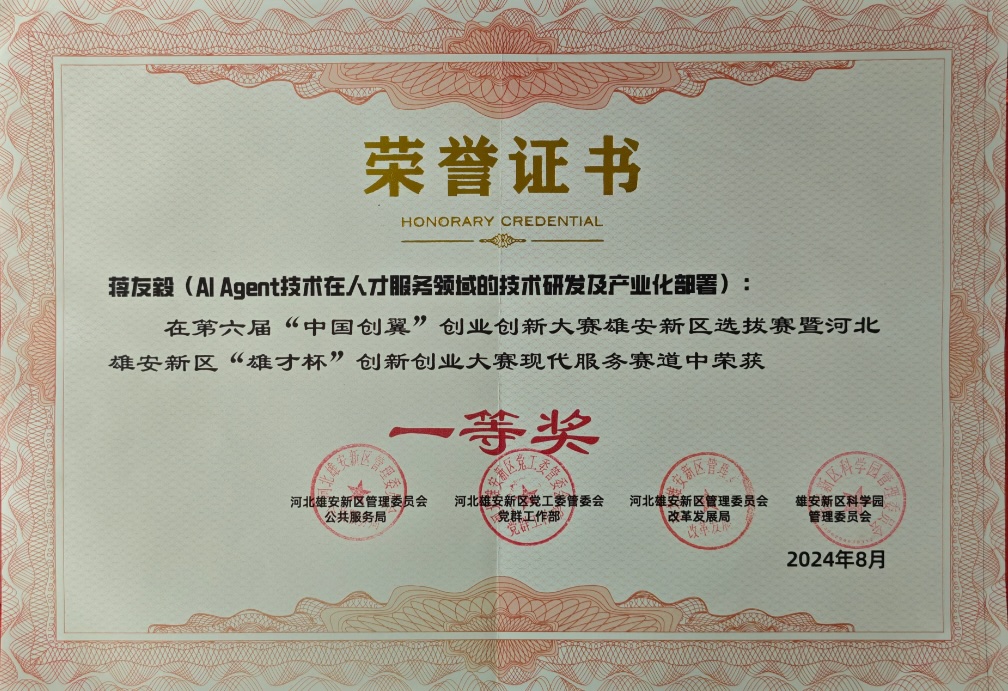 荣誉证书
HONORARY CREDENTIAL
蒋友毅（AI Agent技术在人才服务领域的技术研发及产业化部署）：
在第六届“中国创翼”创业创新大赛雄安新区选拔赛暨河北
雄安新区“雄才杯”创新创业大赛现代服务赛道中荣获
一等奖
河北雄安新区管理委员会
公共服务局
河北雄安新区党工委管委会
党群工作部
河北雄安新区管理委员会
改革发展局
雄安新区科学园
管理委员会
2024年8月